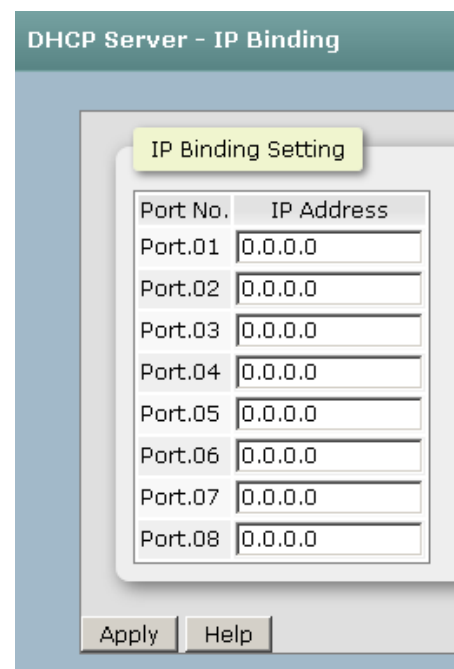 DHCP Server - IP Binding
IP Binding Setting
Port No. IP Address
Port.01 0.0.0.0
Port.02 0.0.0.0
Port.03 0.0.0.0
Port.04 0.0.0.0
Port.05 0.0.0.0
Port.06 0.0.0.0
Port.07 0.0.0.0
Port.08 0.0.0.0
Apply Help